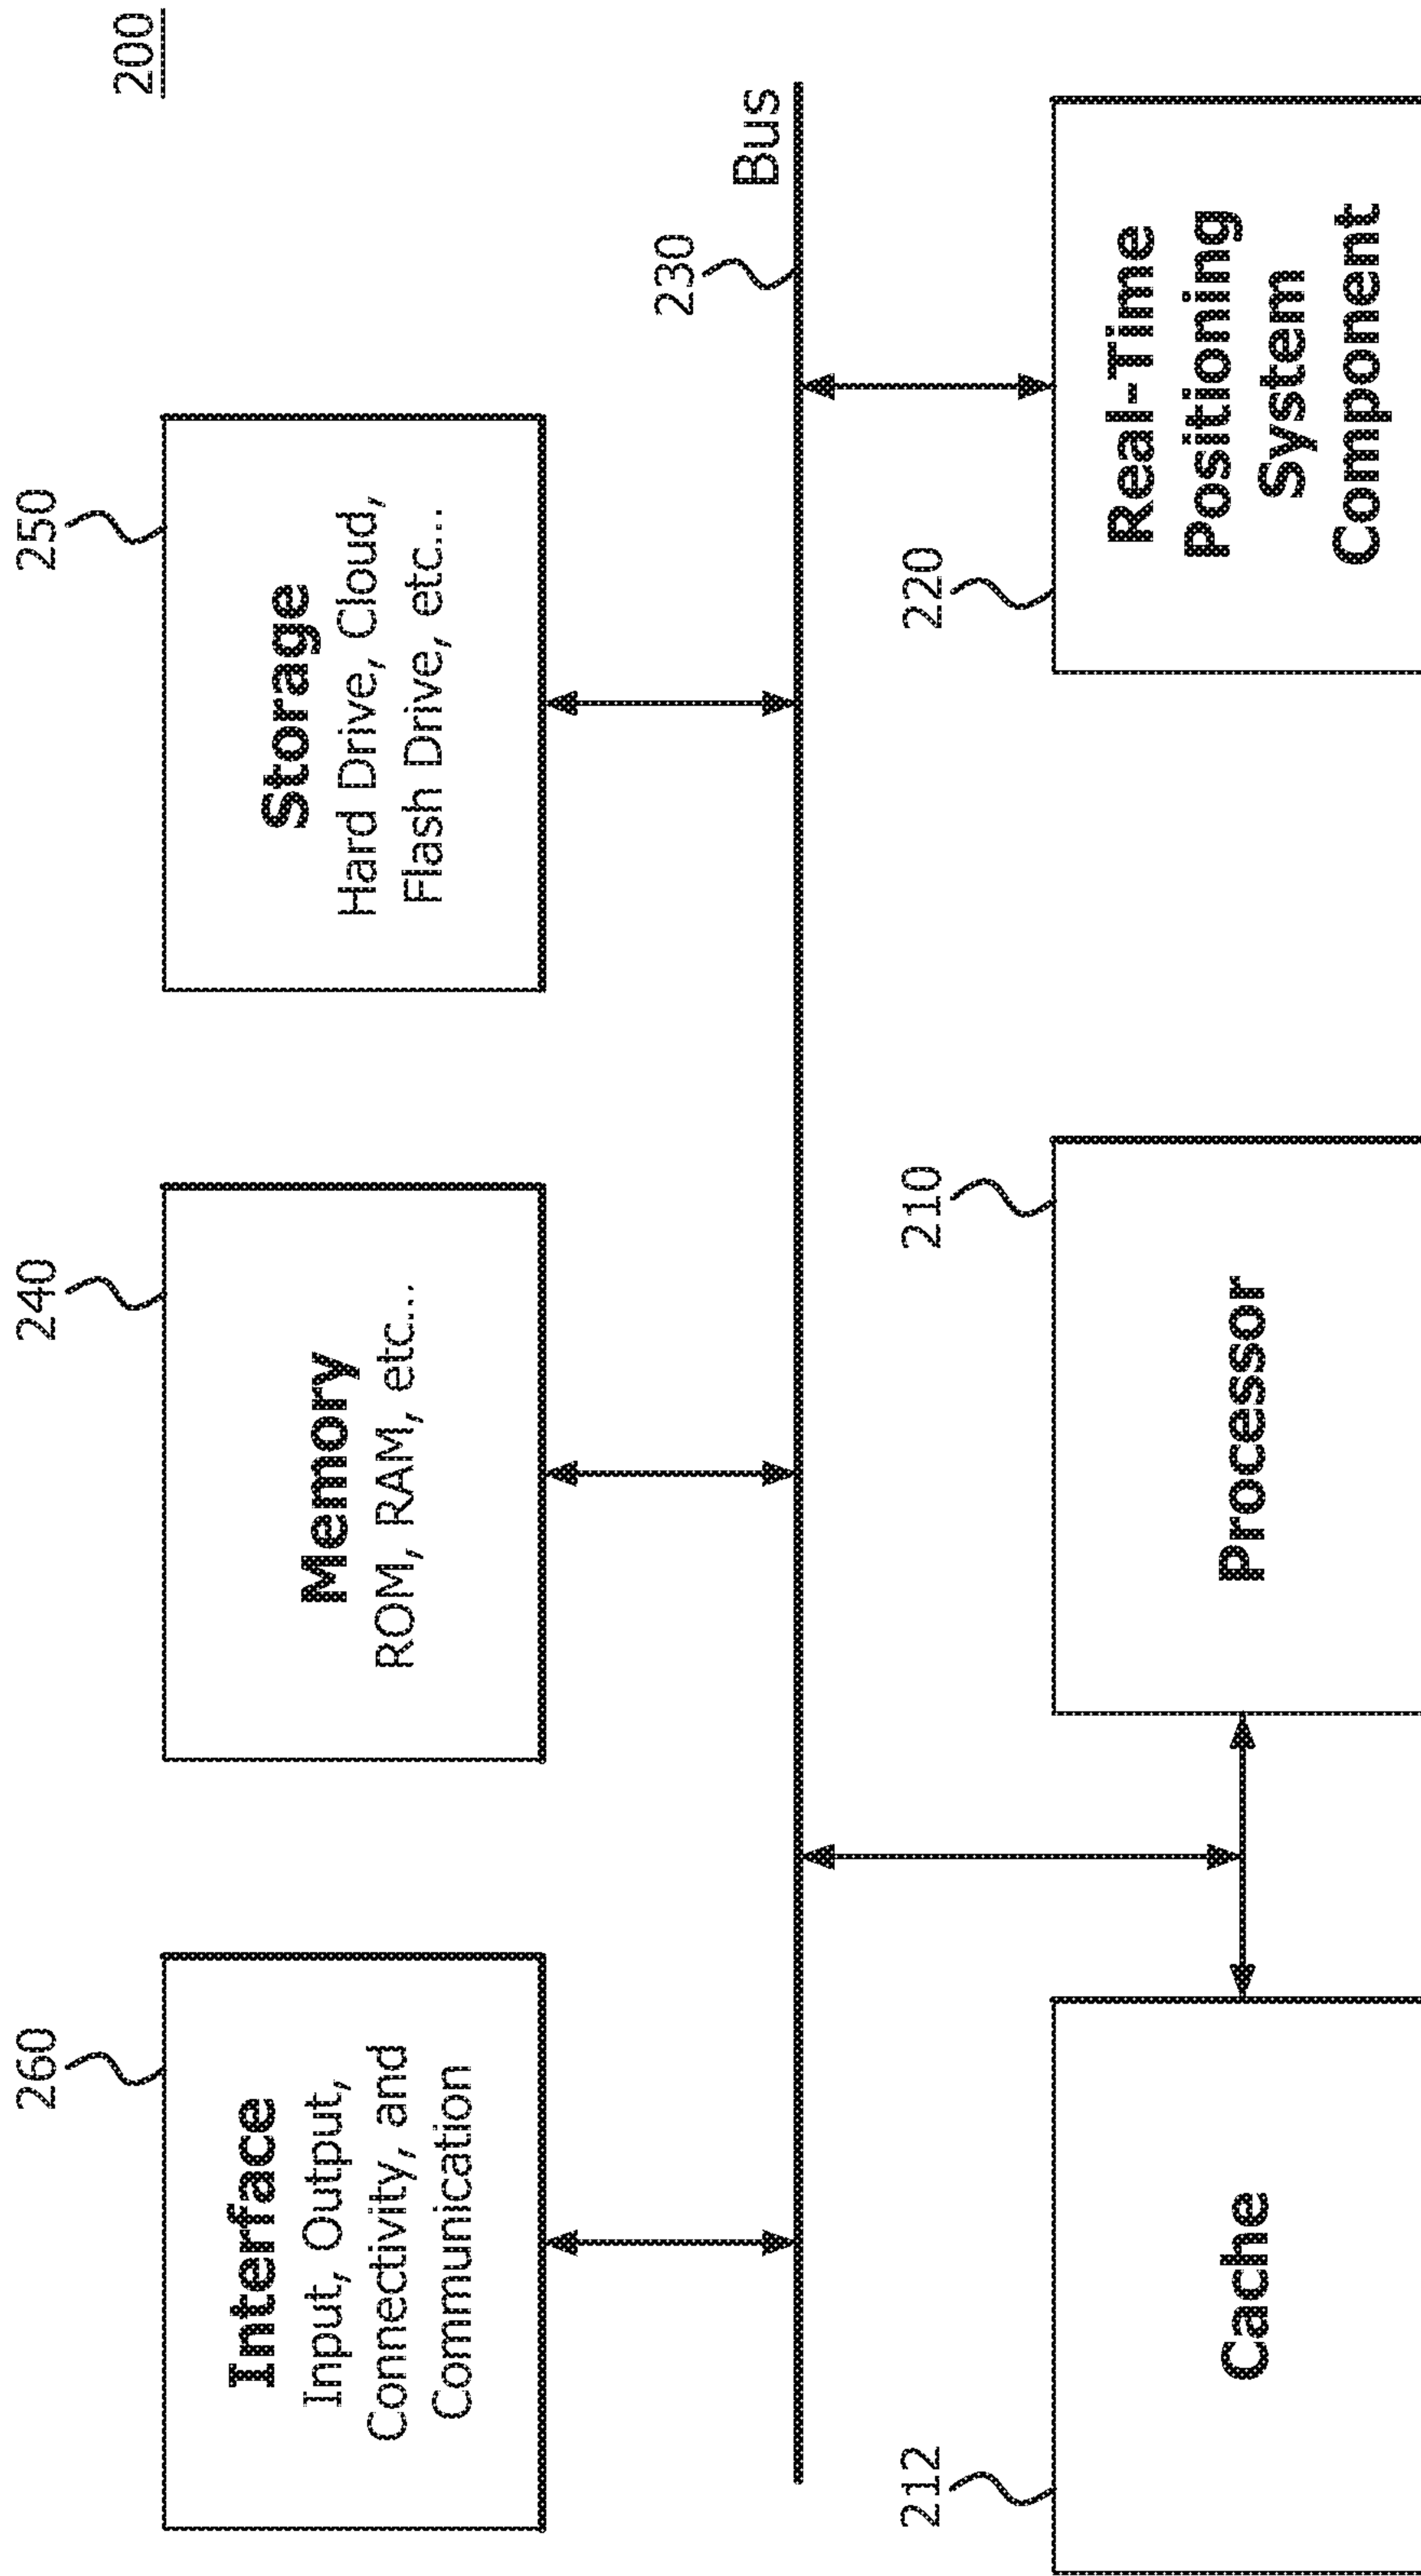 200
260
Interface
Input, Output,
Connectivity, and
Communication
240
Memory
ROM, RAM, etc...
250
Storage
Hard Drive, Cloud,
Flash Drive, etc...
230
Bus
212
Cache
210
Processor
220
Real-Time
Positioning
System
Component